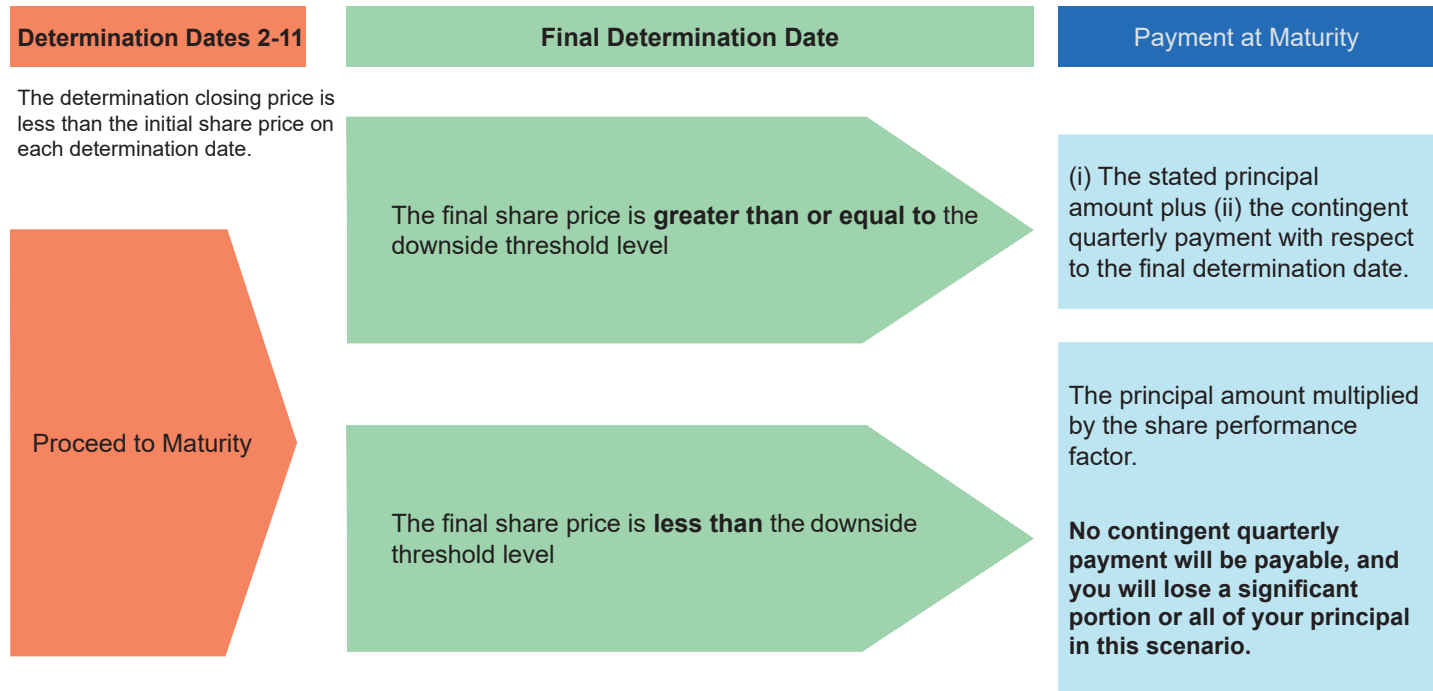 Determination Dates 2-11
The determination closing price is
less than the initial share price on
each determination date.
Proceed to Maturity
Final Determination Date
The final share price is greater than or equal to the
downside threshold level
The final share price is less than the downside
threshold level
Payment at Maturity
(i) The stated principal
amount plus (ii) the contingent
quarterly payment with respect
to the final determination date.
The principal amount multiplied
by the share performance
factor.
No contingent quarterly
payment will be payable, and
you will lose a significant
portion or all of your principal
in this scenario.